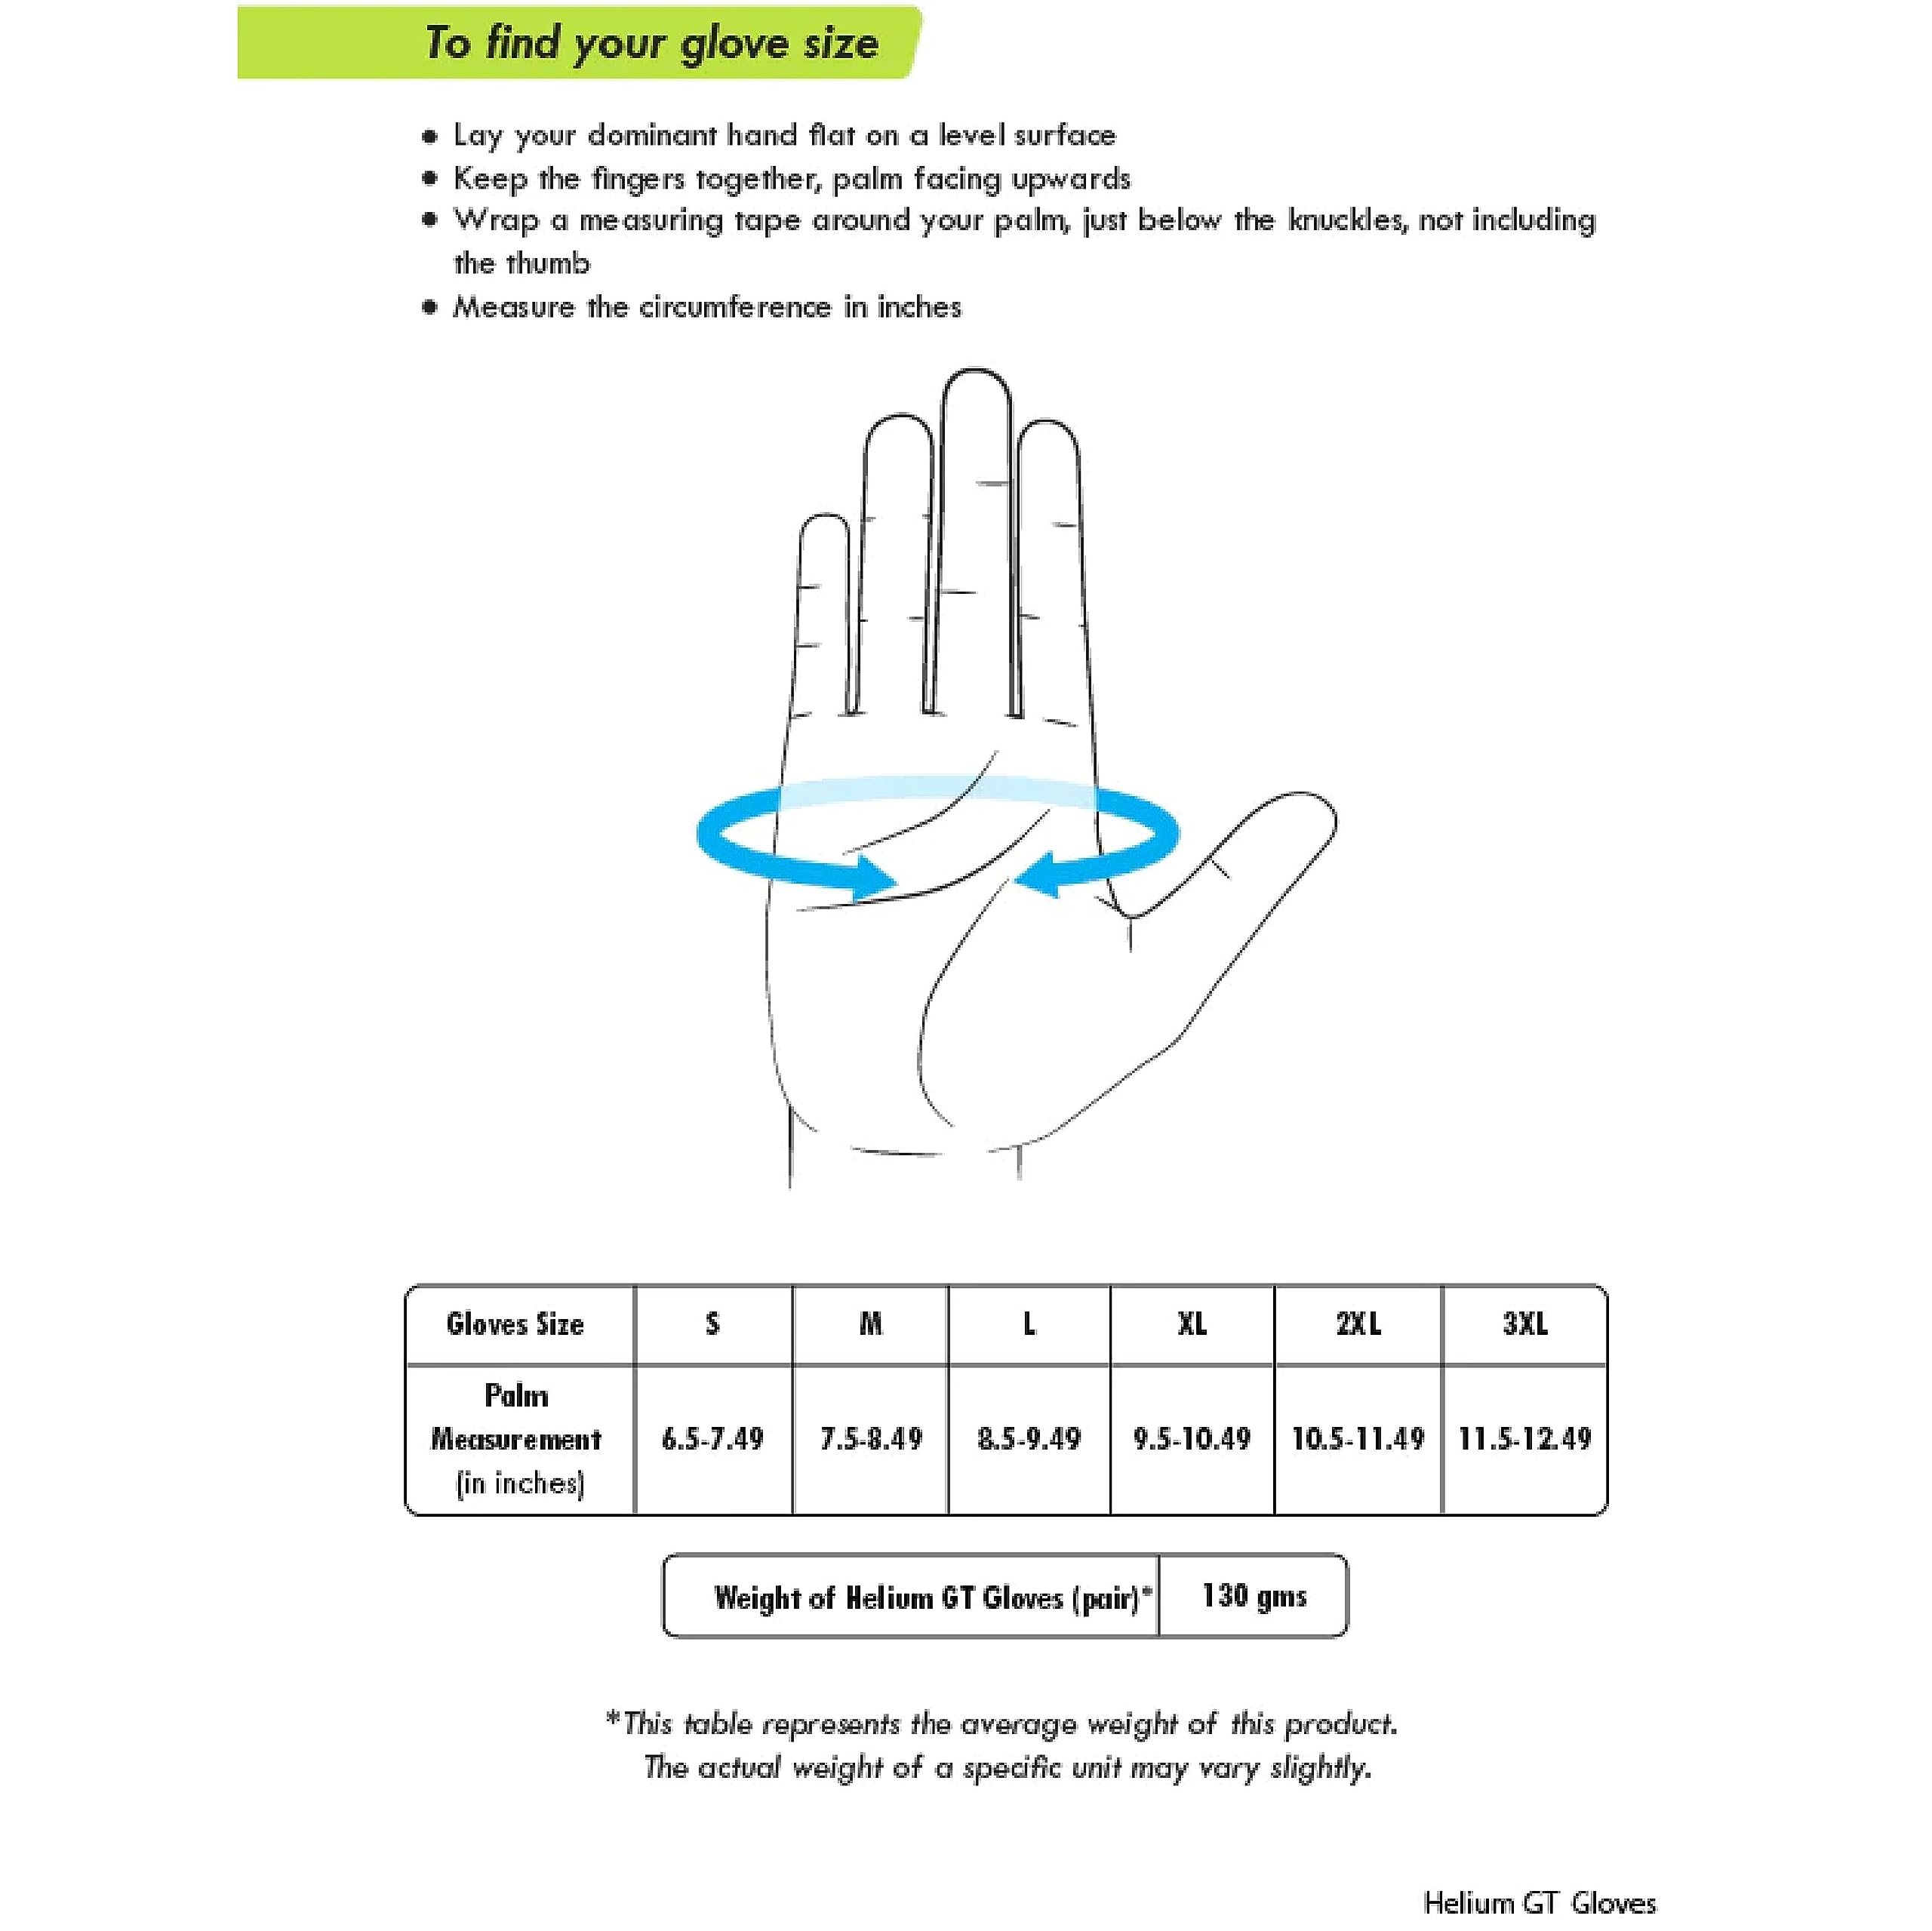 To find your glove size
● Lay your dominant hand flat on a level surface
● Keep the fingers together, palm facing upwards
● Wrap a measuring tape around your palm, just below the knuckles, not including
the thumb
● Measure the circumference in inches
Gloves Size S M L XL 2XL 3XL
Palm
Measurement 6.5-7.49 7.5-8.49 8.5-9.49 9.5-10.49 10.5-11.49 11.5-12.49
(in inches)
Weight of Helium GT Gloves (pair)* 130 gms
*This table represents the average weight of this product.
The actual weight of a specific unit may vary slightly.
Helium GT Gloves